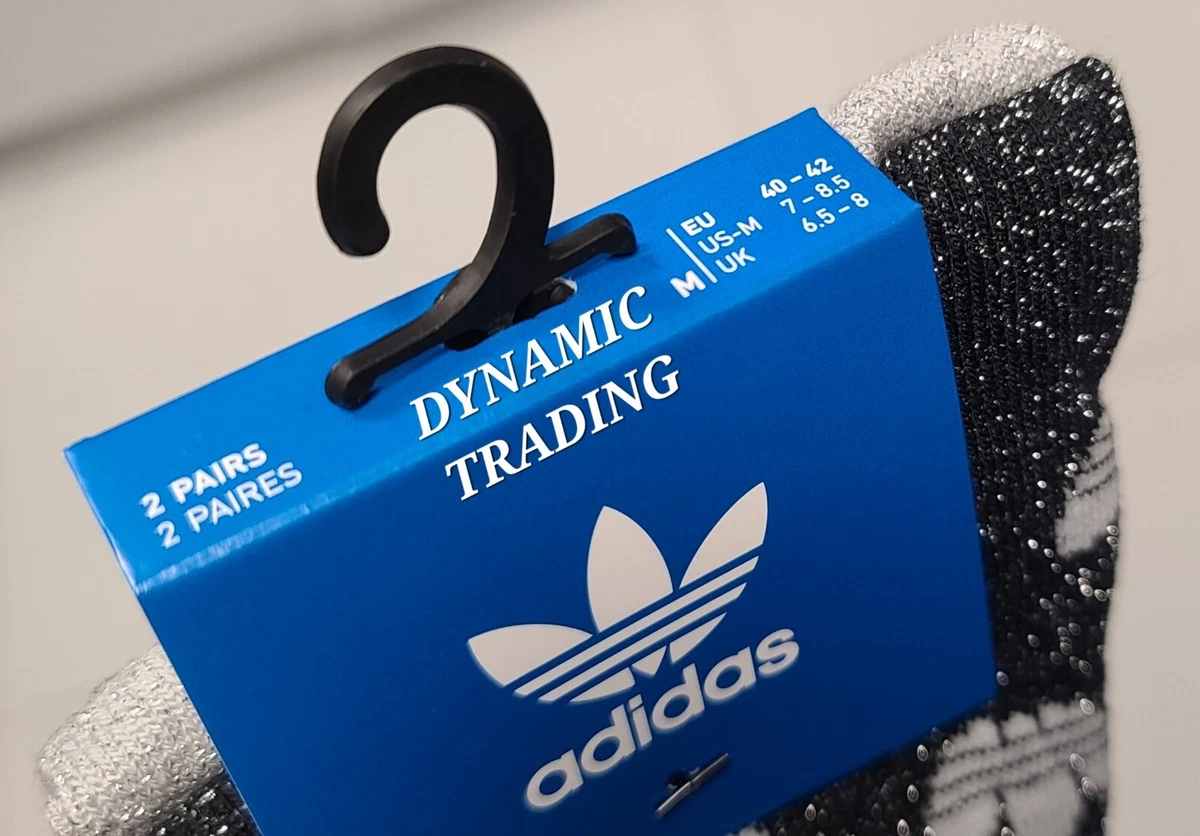 2 PAIRS
2 PAIRES
DYNAMIC
TRADING
M
EU 40 – 42
US-M 7 – 8.5
UK 6.5 – 8
adidas